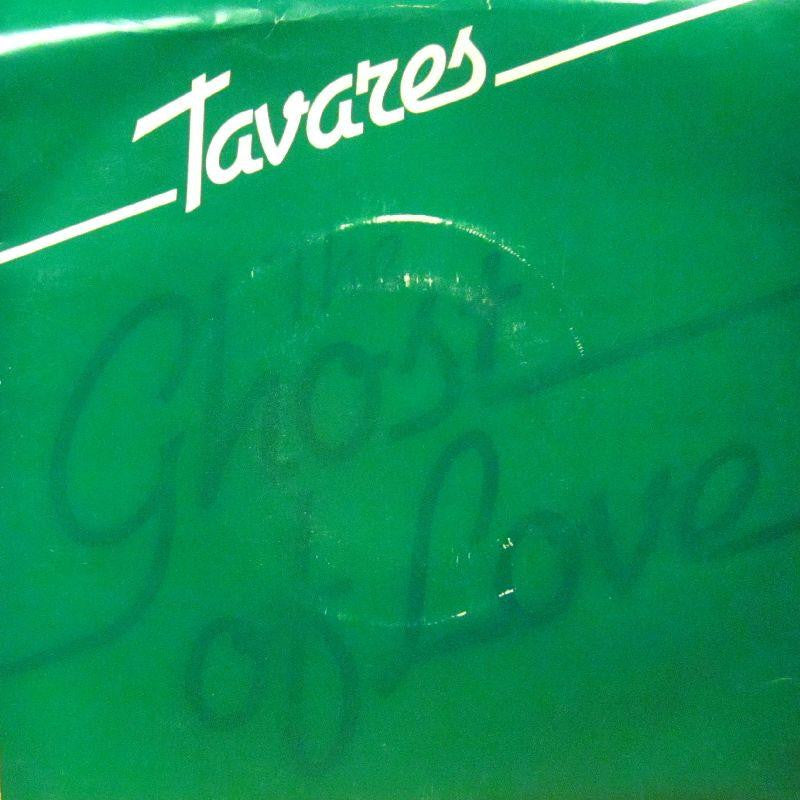 Tavares
The
Ghost
of Love